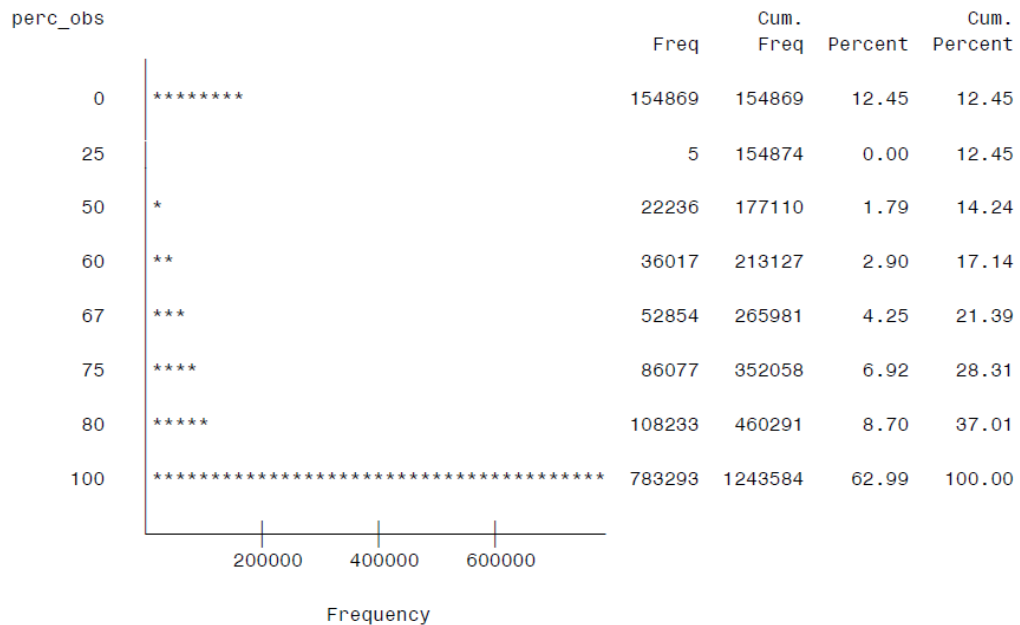 perc_obs Cum. Cum.
Freq Freq Percent Percent
0 ******** 154869 154869 12.45 12.45
25 5 154874 0.00 12.45
50 * 22236 177110 1.79 14.24
60 ** 36017 213127 2.90 17.14
67 *** 52854 265981 4.25 21.39
75 **** 86077 352058 6.92 28.31
80 ***** 108233 460291 8.70 37.01
100 *************************************** 783293 1243584 62.99 100.00
200000 400000 600000
Frequency